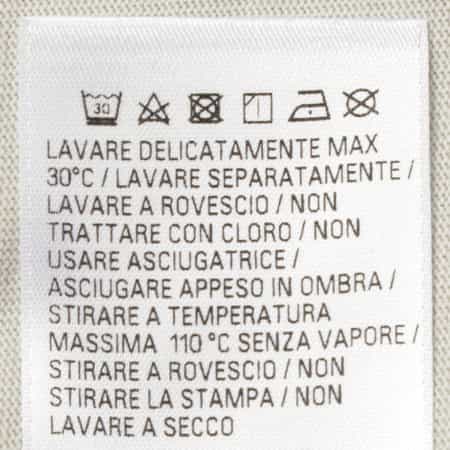 30
LAVARE DELICATAMENTE MAX
30°C / LAVARE SEPARATAMENTE /
LAVARE A ROVESCIO / NON
TRATTARE CON CLORO / NON
USARE ASCIUGATRICE /
ASCIUGARE APPESO IN OMBRA /
STIRARE A TEMPERATURA
MASSIMA 110 °C SENZA VAPORE /
STIRARE A ROVESCIO / NON
STIRARE LA STAMPA / NON
LAVARE A SECCO